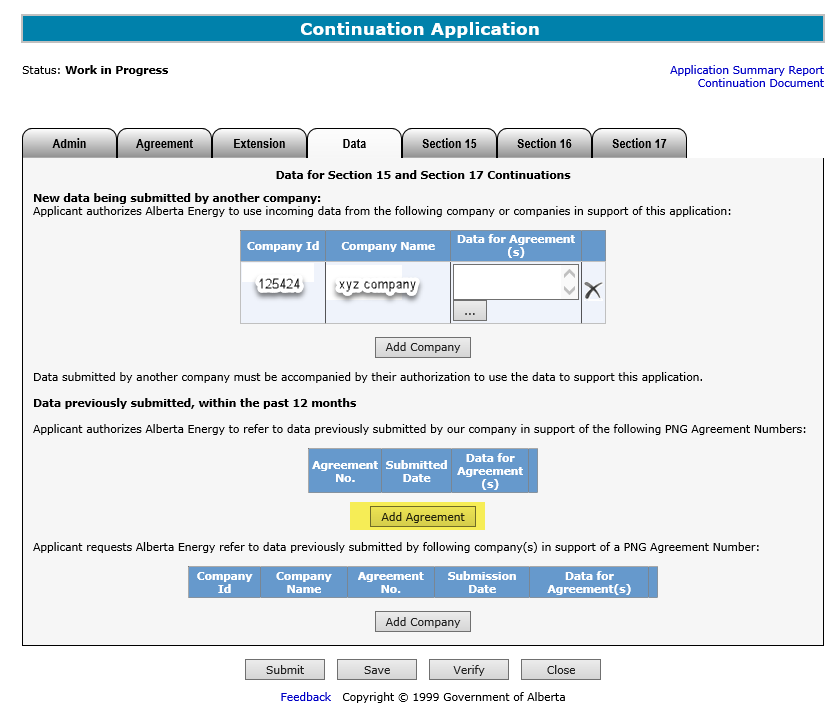 Continuation Application
Status: Work in Progress
Application Summary Report
Continuation Document
Admin Agreement Extension Data Section 15 Section 16 Section 17
Data for Section 15 and Section 17 Continuations
New data being submitted by another company:
Applicant authorizes Alberta Energy to use incoming data from the following company or companies in support of this application:
Company Id Company Name Data for Agreement
(s)
125424 xyz company
...
Add Company
Data submitted by another company must be accompanied by their authorization to use the data to support this application.
Data previously submitted, within the past 12 months
Applicant authorizes Alberta Energy to refer to data previously submitted by our company in support of the following PNG Agreement Numbers:
Agreement No. Submitted Date Data for Agreement (s)
Add Agreement
Applicant requests Alberta Energy refer to data previously submitted by following company(s) in support of a PNG Agreement Number:
Company Id Company Name Agreement No. Submission Date Data for Agreement(s)
Add Company
Submit Save Verify Close
Feedback Copyright © 1999 Government of Alberta